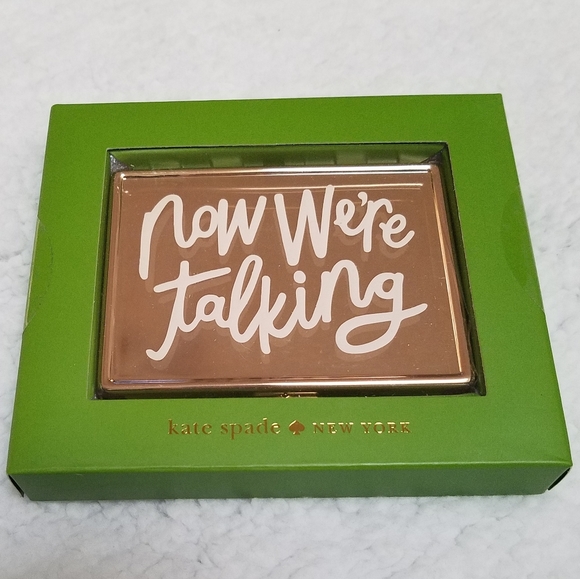 now We're
talking
kate spade ♠ NEW YORK